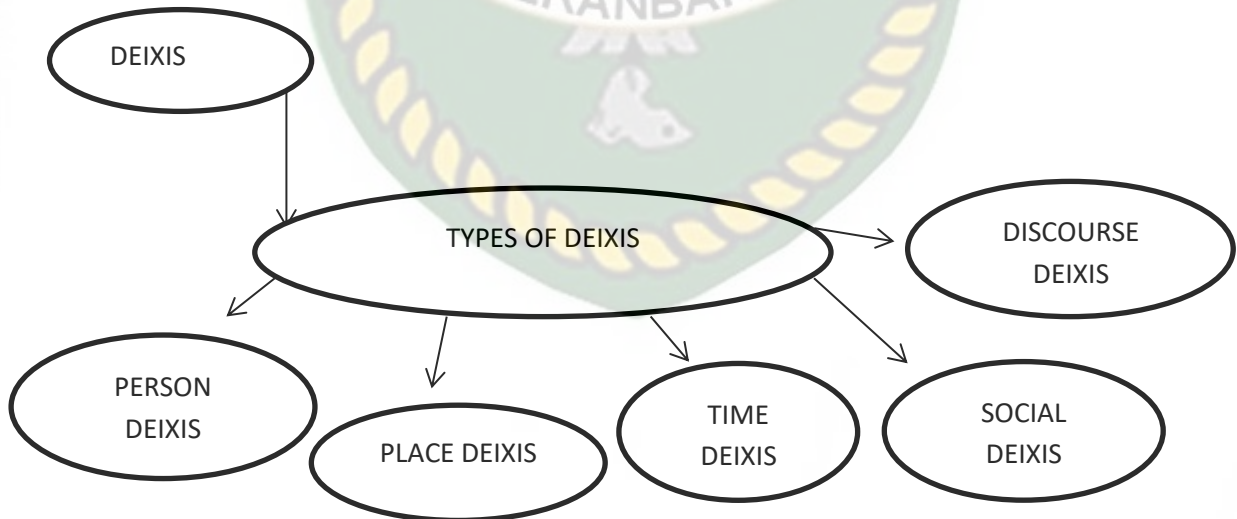 DEIXIS
TYPES OF DEIXIS
DISCOURSE
DEIXIS
PERSON
DEIXIS
PLACE DEIXIS
TIME
DEIXIS
SOCIAL
DEIXIS